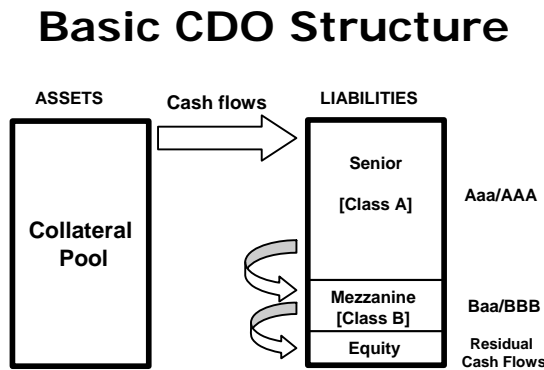 Basic CDO Structure
ASSETS
Cash flows
LIABILITIES
Collateral
Pool
Senior
[Class A]
Aaa/AAA
Mezzanine
[Class B]
Baa/BBB
Equity
Residual
Cash Flows